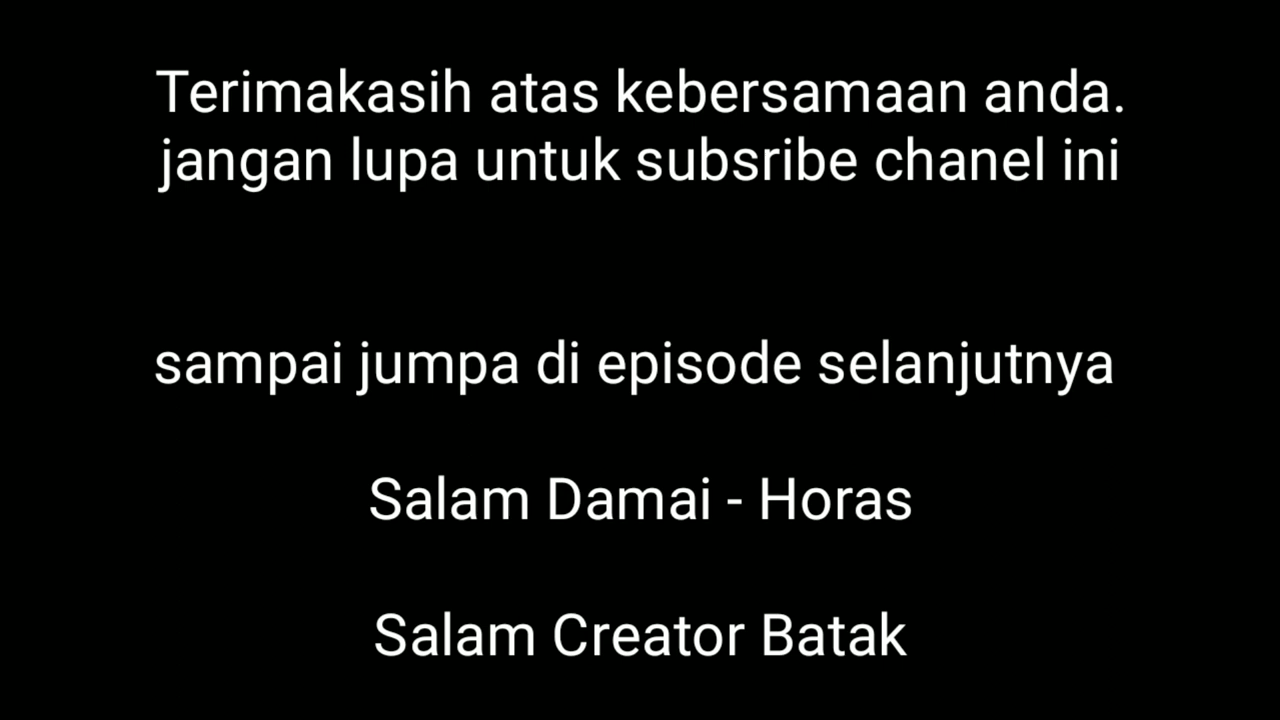 Terimakasih atas kebersamaan anda.
jangan lupa untuk subsribe chanel ini
sampai jumpa di episode selanjutnya
Salam Damai - Horas
Salam Creator Batak